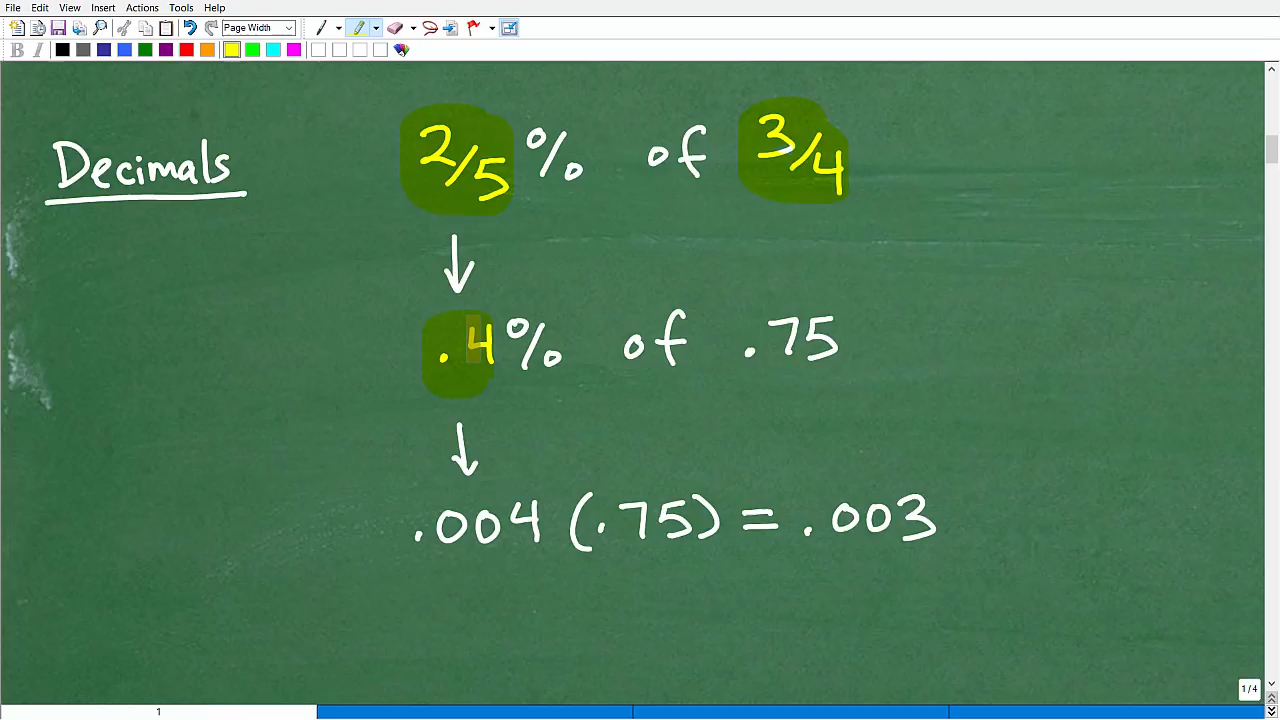 File Edit View Insert Actions Tools Help
Page Width
B I
Decimals
2/5 % of 3/4
.4% of .75
.004 (.75) = .003
1/4
1